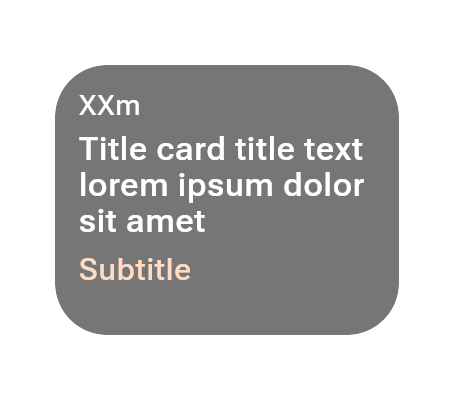 XXm
Title card title text
lorem ipsum dolor
sit amet
Subtitle